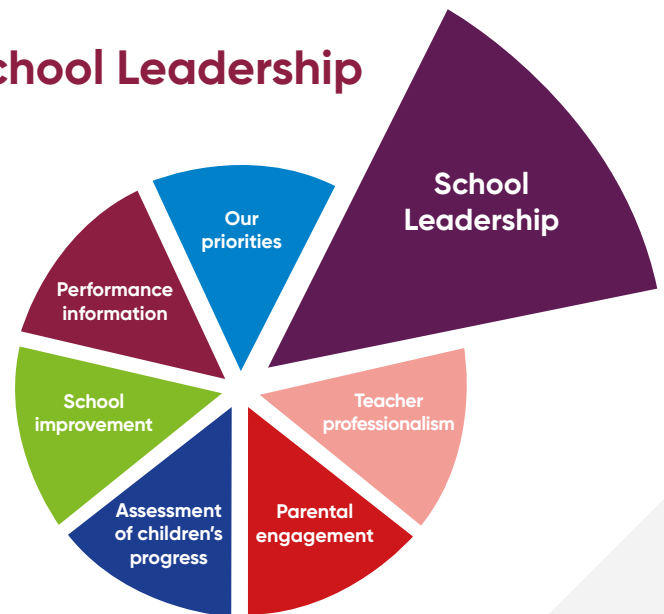 chool Leadership
School
Leadership
Our
priorities
Performance
information
School
improvement
Teacher
professionalism
Assessment
of children’s
progress
Parental
engagement